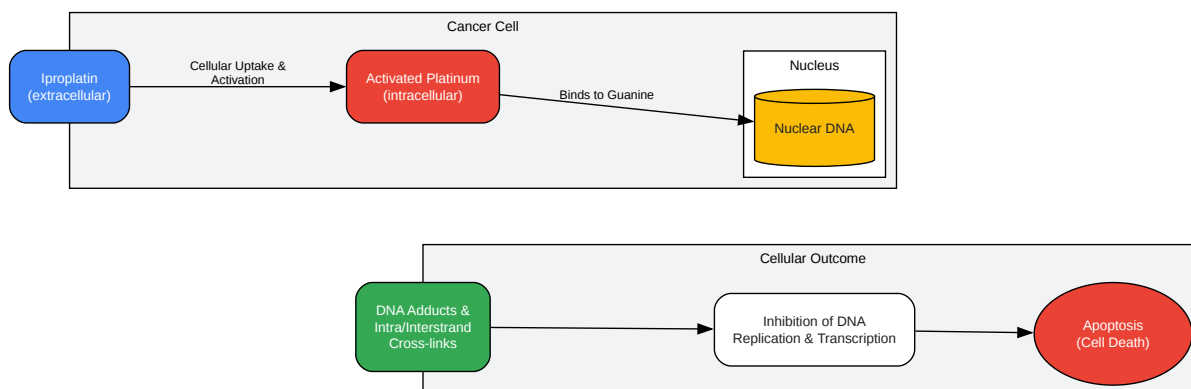 Cancer Cell
Iproplatin
(extracellular)
Cellular Uptake &
Activation
Activated Platinum
(intracellular)
Binds to Guanine
Nucleus
Nuclear DNA
Cellular Outcome
DNA Adducts &
Intra/Interstrand
Cross-links
Inhibition of DNA
Replication & Transcription
Apoptosis
(Cell Death)